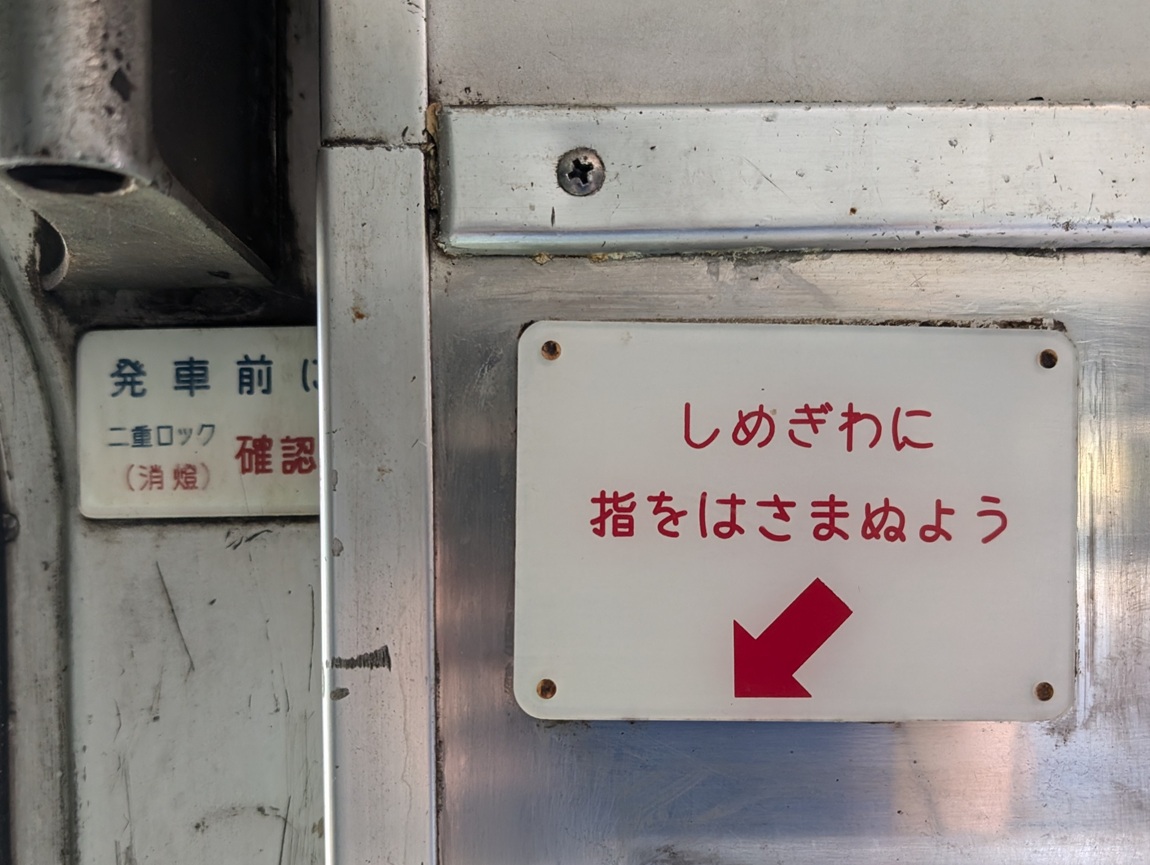 発車前に
二重ロック
(消燈)
確認
しめぎわに
指をはさまぬよう